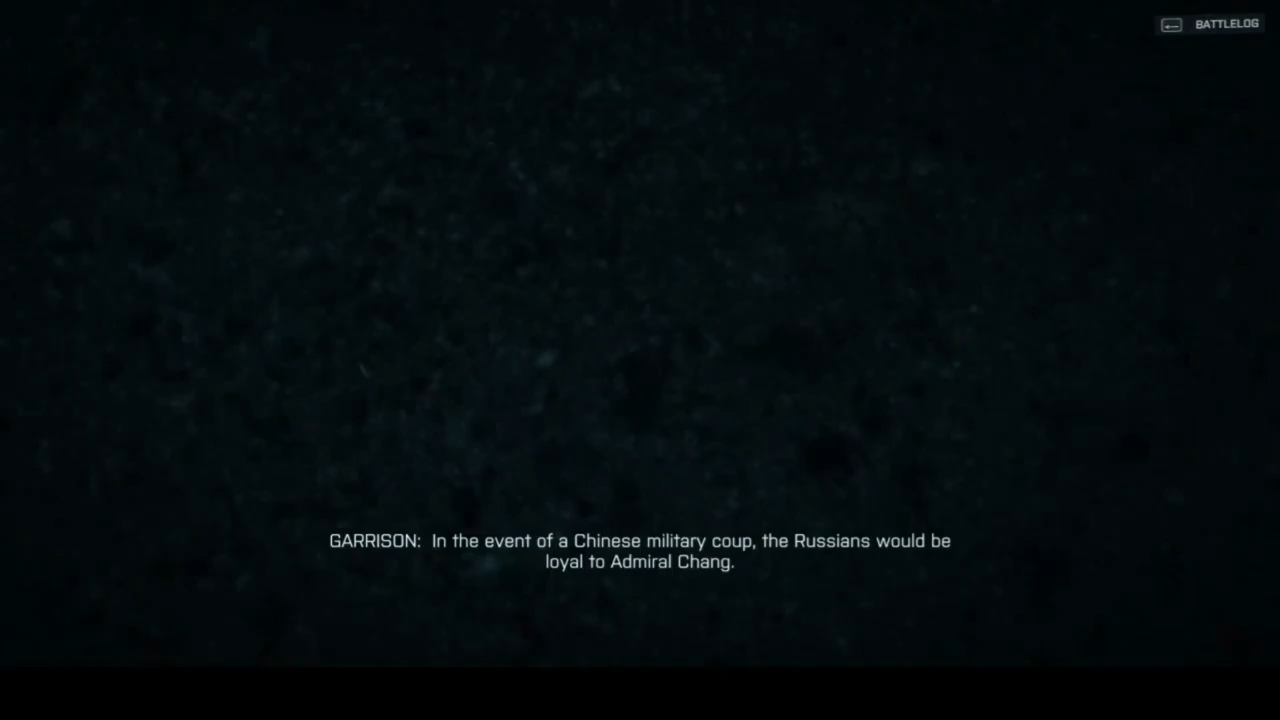 BATTLELOG
GARRISON: In the event of a Chinese military coup, the Russians would be
loyal to Admiral Chang.